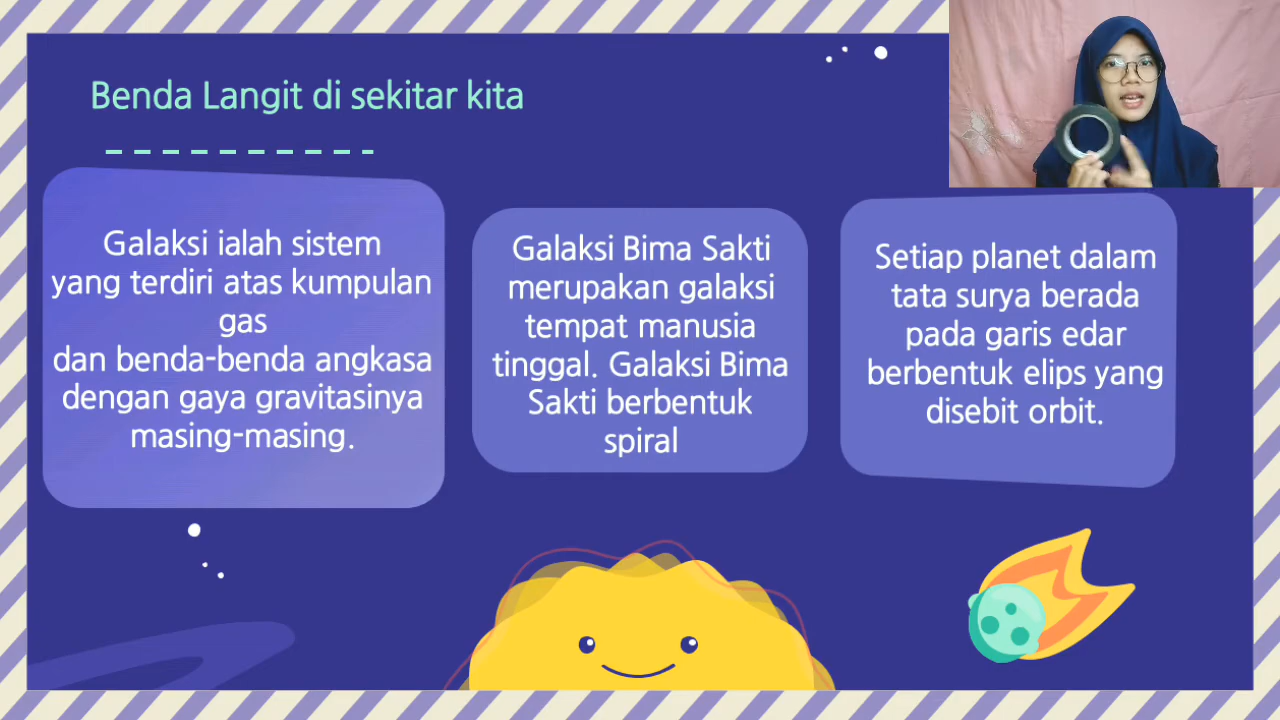 Benda Langit di sekitar kita
Galaksi ialah sistem
yang terdiri atas kumpulan
gas
dan benda-benda angkasa
dengan gaya gravitasinya
masing-masing.
Galaksi Bima Sakti
merupakan galaksi
tempat manusia
tinggal. Galaksi Bima
Sakti berbentuk
spiral
Setiap planet dalam
tata surya berada
pada garis edar
berbentuk elips yang
disebit orbit.